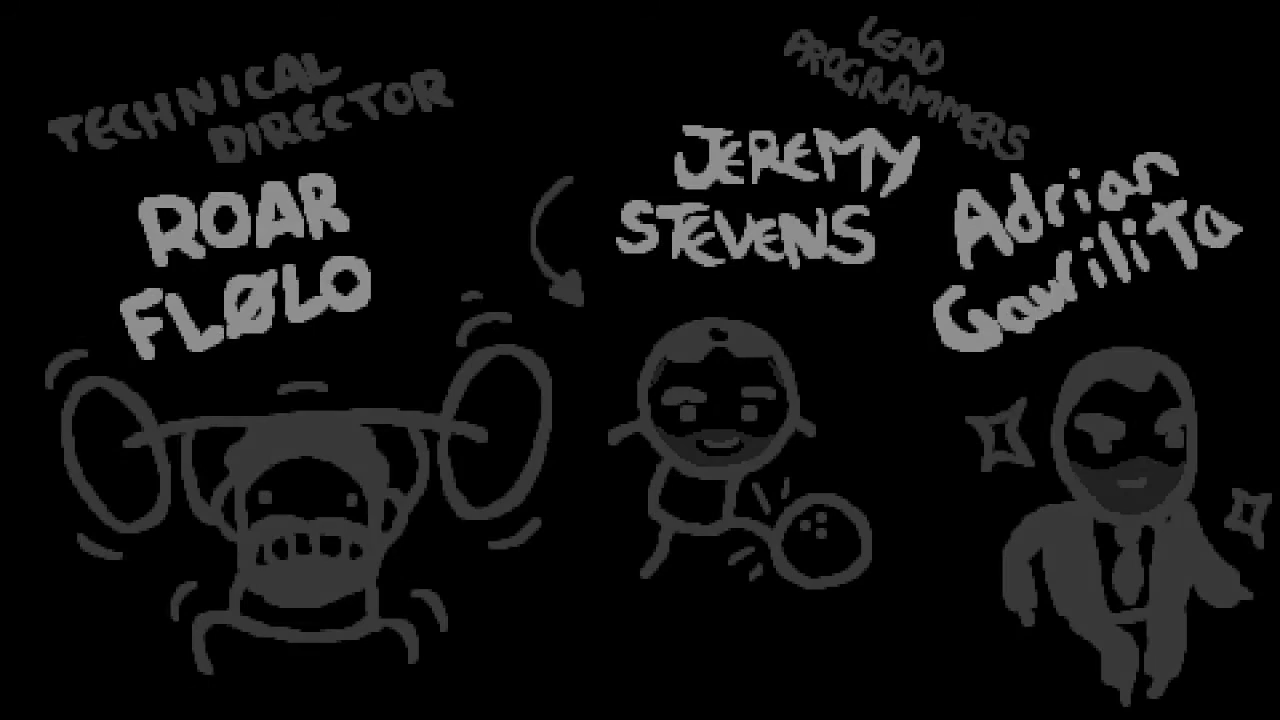 TECHNICAL
DIRECTOR
ROAR
FLØLO
LEAD
PROGRAMMERS
JEREMY
STEVENS
Adrian
Gavrilita